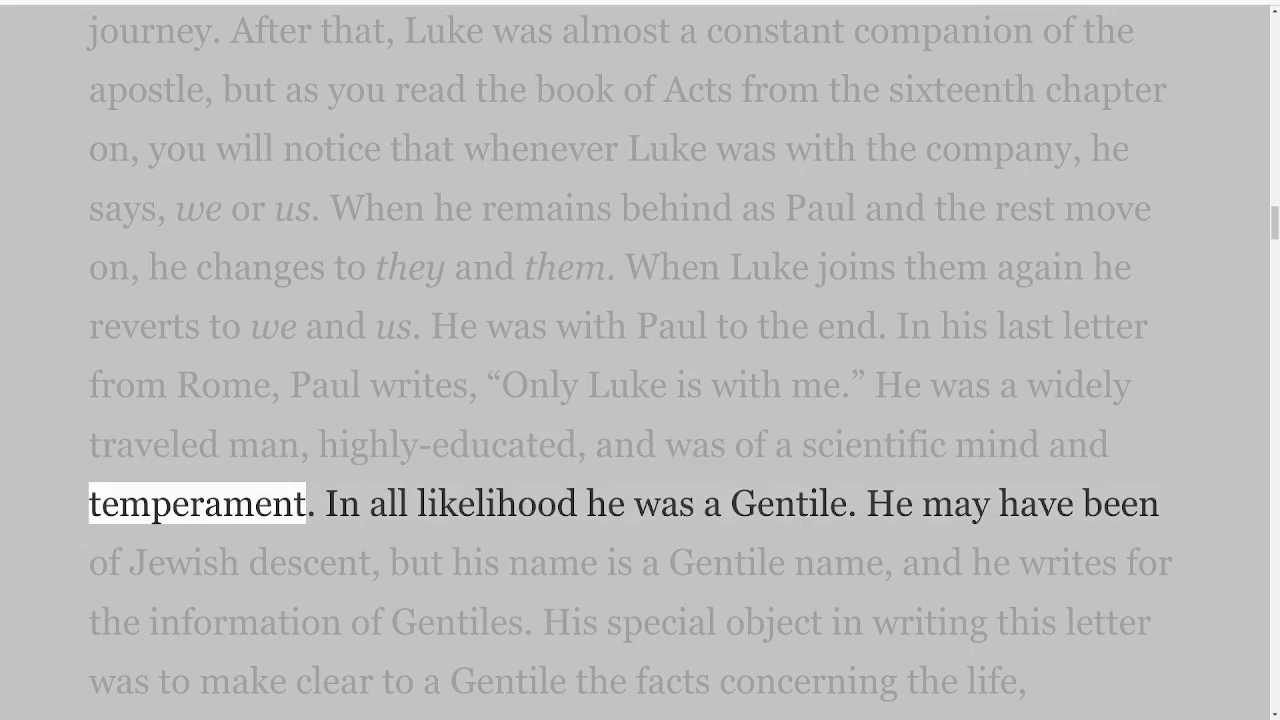 journey. After that, Luke was almost a constant companion of the
apostle, but as you read the book of Acts from the sixteenth chapter
on, you will notice that whenever Luke was with the company, he
says, we or us. When he remains behind as Paul and the rest move
on, he changes to they and them. When Luke joins them again he
reverts to we and us. He was with Paul to the end. In his last letter
from Rome, Paul writes, “Only Luke is with me.” He was a widely
traveled man, highly-educated, and was of a scientific mind and
temperament. In all likelihood he was a Gentile. He may have been
of Jewish descent, but his name is a Gentile name, and he writes for
the information of Gentiles. His special object in writing this letter
was to make clear to a Gentile the facts concerning the life,